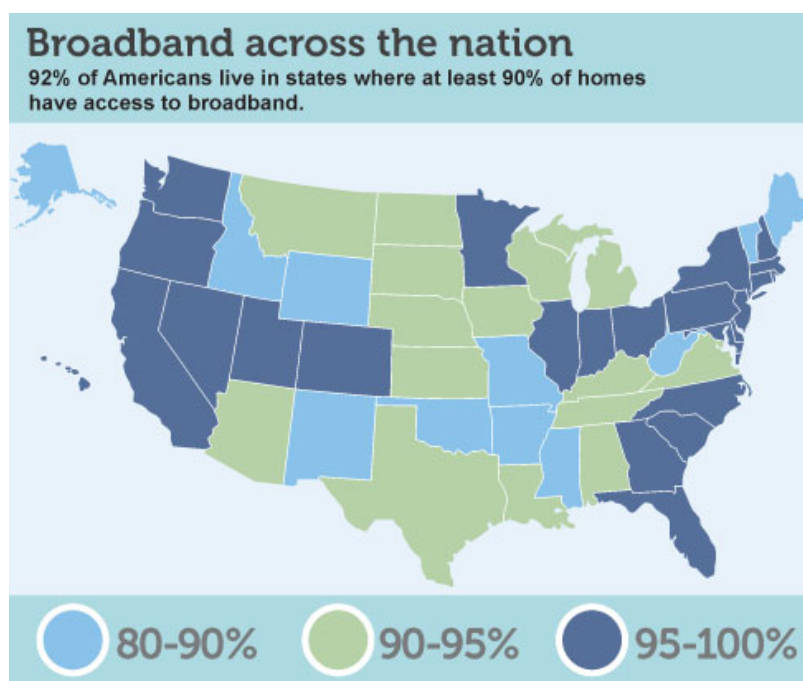 Broadband across the nation
92% of Americans live in states where at least 90% of homes
have access to broadband.
80-90%
90-95%
95-100%